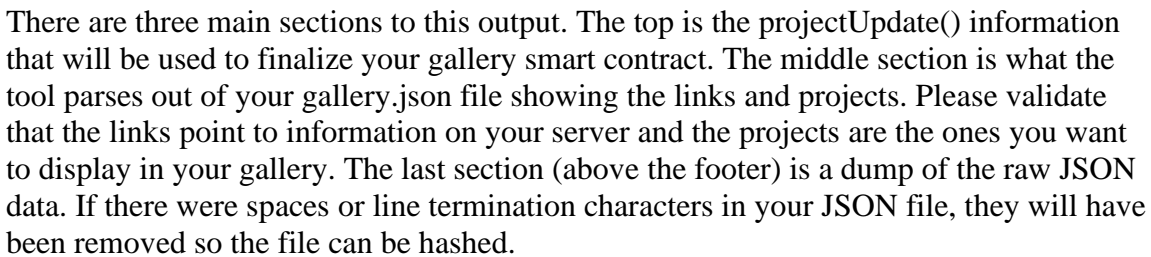 There are three main sections to this output. The top is the projectUpdate() information
that will be used to finalize your gallery smart contract. The middle section is what the
tool parses out of your gallery.json file showing the links and projects. Please validate
that the links point to information on your server and the projects are the ones you want
to display in your gallery. The last section (above the footer) is a dump of the raw JSON
data. If there were spaces or line termination characters in your JSON file, they will have
been removed so the file can be hashed.